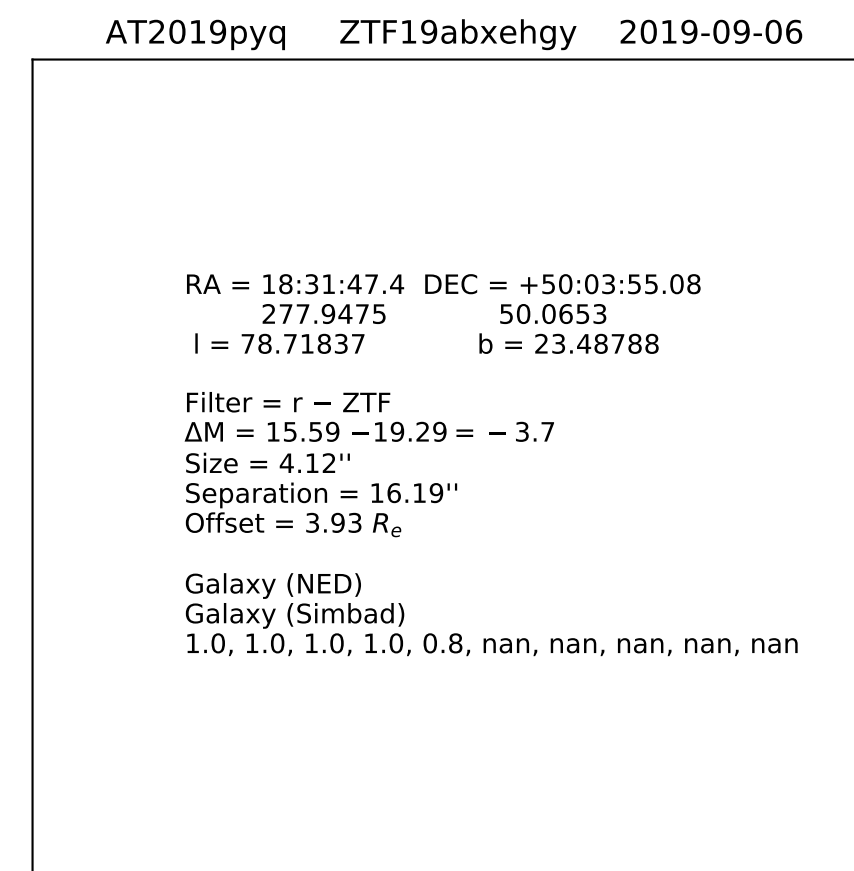 AT2019pyq ZTF19abxehgy 2019-09-06
RA = 18:31:47.4 DEC = +50:03:55.08
277.9475 50.0653
l = 78.71837 b = 23.48788
Filter = r − ZTF
ΔM = 15.59 −19.29 = − 3.7
Size = 4.12''
Separation = 16.19''
Offset = 3.93 Re
Galaxy (NED)
Galaxy (Simbad)
1.0, 1.0, 1.0, 1.0, 0.8, nan, nan, nan, nan, nan